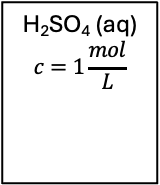 H₂SO₄ (aq)
c = 1 mol/L